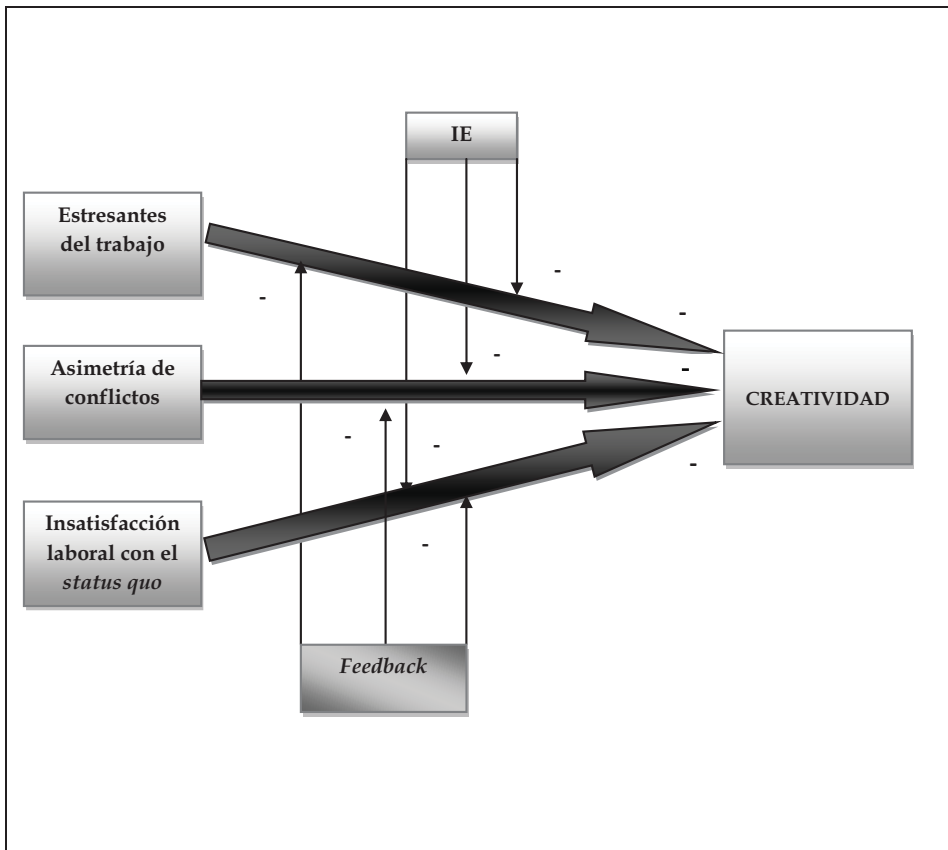 IE
Estresantes
del trabajo
-
-
-
Asimetría de
conflictos
-
-
CREATIVIDAD
-
-
-
Insatisfacción
laboral con el
status quo
-
Feedback